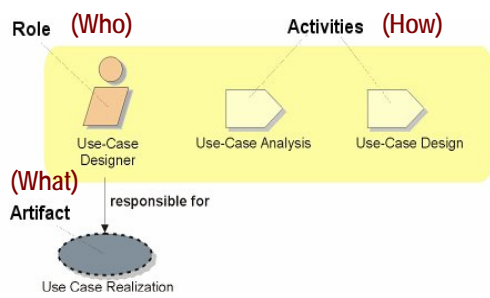 Role (Who)
Activities (How)
Use-Case
Designer
Use-Case Analysis
Use-Case Design
(What)
Artifact
responsible for
Use Case Realization